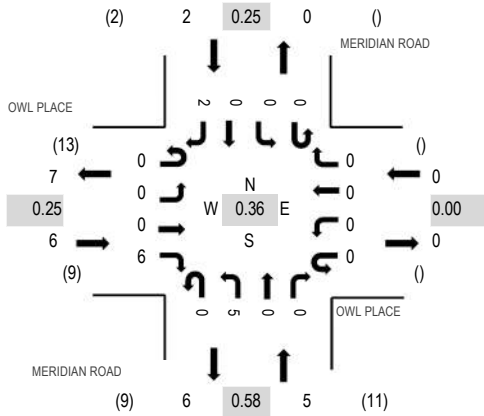 (2) 2 0.25 0 ()
MERIDIAN ROAD
2 0 0 0
OWL PLACE
(13) 0 0 ()
7 0
0 0
N
0.25 W 0.36 E 0.00
0 0
S
6 0
6 0
(9) ()
0 5 0 0
OWL PLACE
MERIDIAN ROAD
(9) 6 0.58 5 (11)